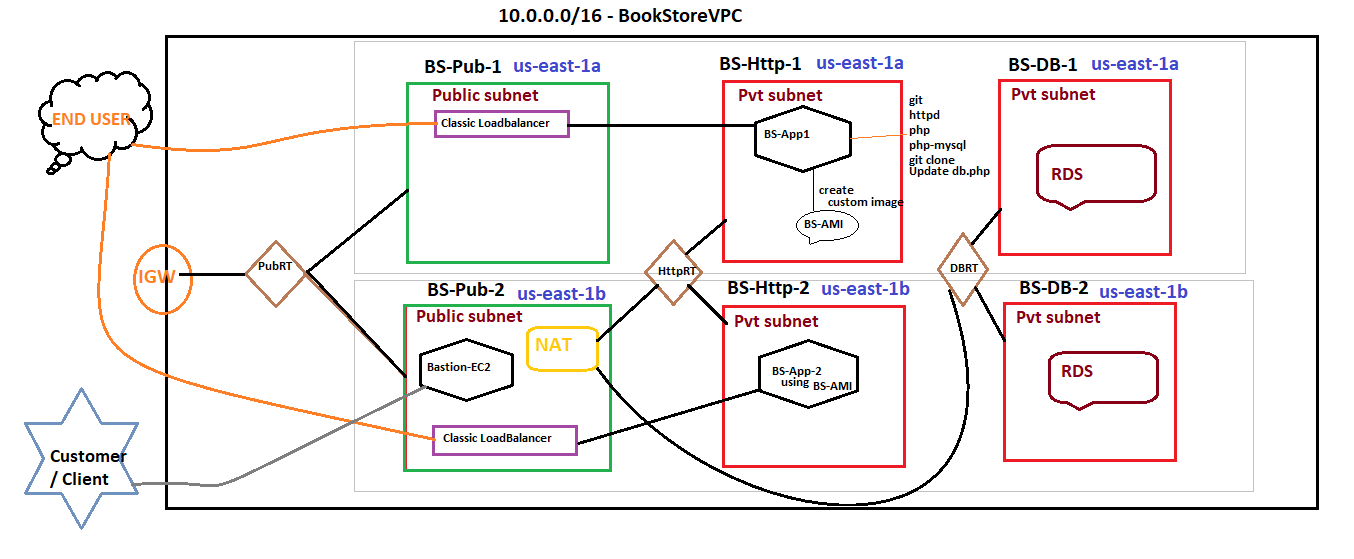 10.0.0.0/16 - BookStoreVPC
BS-Pub-1 us-east-1a
BS-Http-1 us-east-1a
BS-DB-1 us-east-1a
END USER
Public subnet
Classic Loadbalancer
Pvt subnet
BS-App1
git
httpd
php
php-mysql
git clone
Update db.php
create
custom image
BS-AMI
Pvt subnet
RDS
IGW
PubRT
HttpRT
DBRT
BS-Pub-2 us-east-1b
BS-Http-2 us-east-1b
BS-DB-2 us-east-1b
Public subnet
Bastion-EC2
NAT
Classic LoadBalancer
Pvt subnet
BS-App-2
using BS-AMI
Pvt subnet
RDS
Customer
/ Client